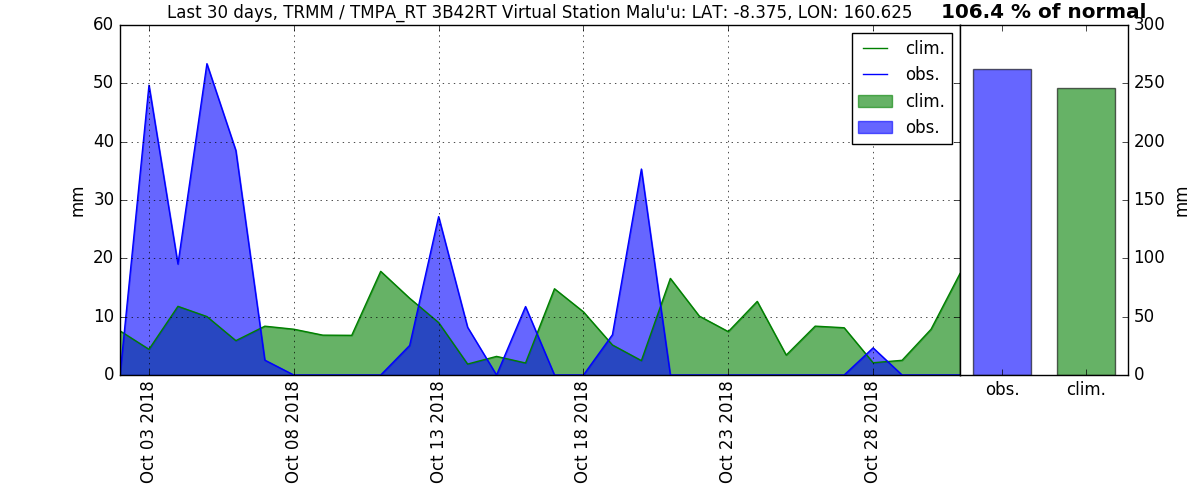 Last 30 days, TRMM / TMPA_RT 3B42RT Virtual Station Malu'u: LAT: -8.375, LON: 160.625
106.4 % of normal
60
50
40
30
20
10
0
mm
Oct 03 2018
Oct 08 2018
Oct 13 2018
Oct 18 2018
Oct 23 2018
Oct 28 2018
clim.
obs.
clim.
obs.
300
250
200
150
100
50
0
mm
obs.
clim.